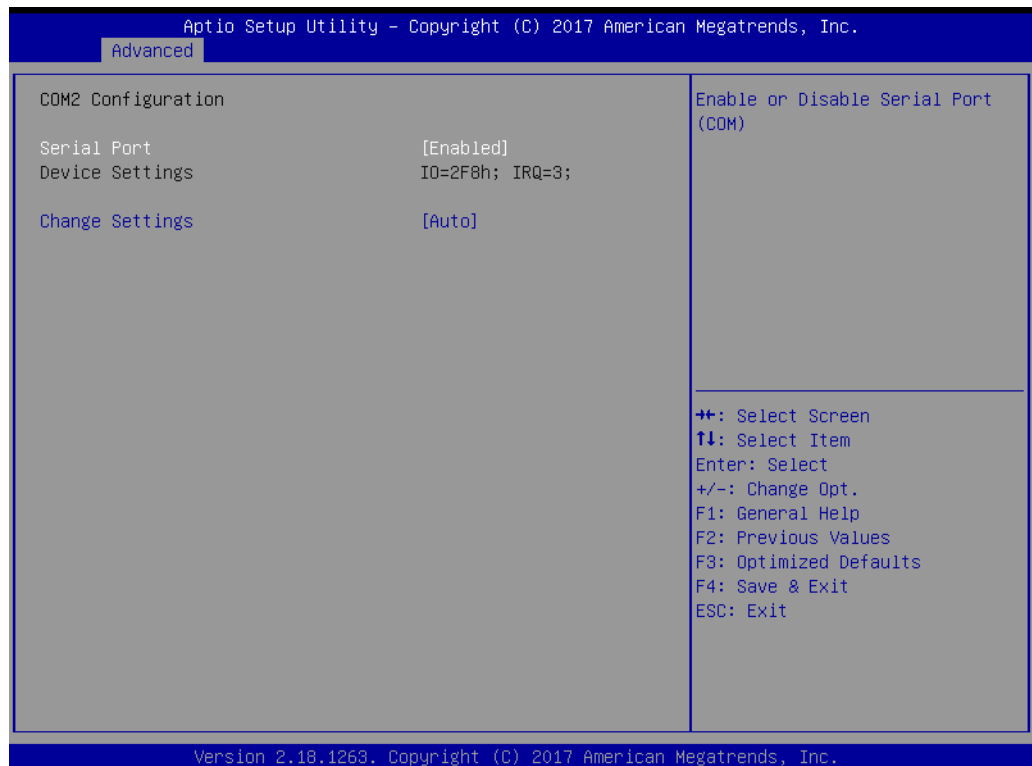 Aptio Setup Utility – Copyright (C) 2017 American Megatrends, Inc.
Advanced
COM2 Configuration
Serial Port [Enabled]
Device Settings IO=2F8h; IRQ=3;
Change Settings [Auto]
Enable or Disable Serial Port
(COM)
→←: Select Screen
↑↓: Select Item
Enter: Select
+/-: Change Opt.
F1: General Help
F2: Previous Values
F3: Optimized Defaults
F4: Save & Exit
ESC: Exit
Version 2.18.1263. Copyright (C) 2017 American Megatrends, Inc.